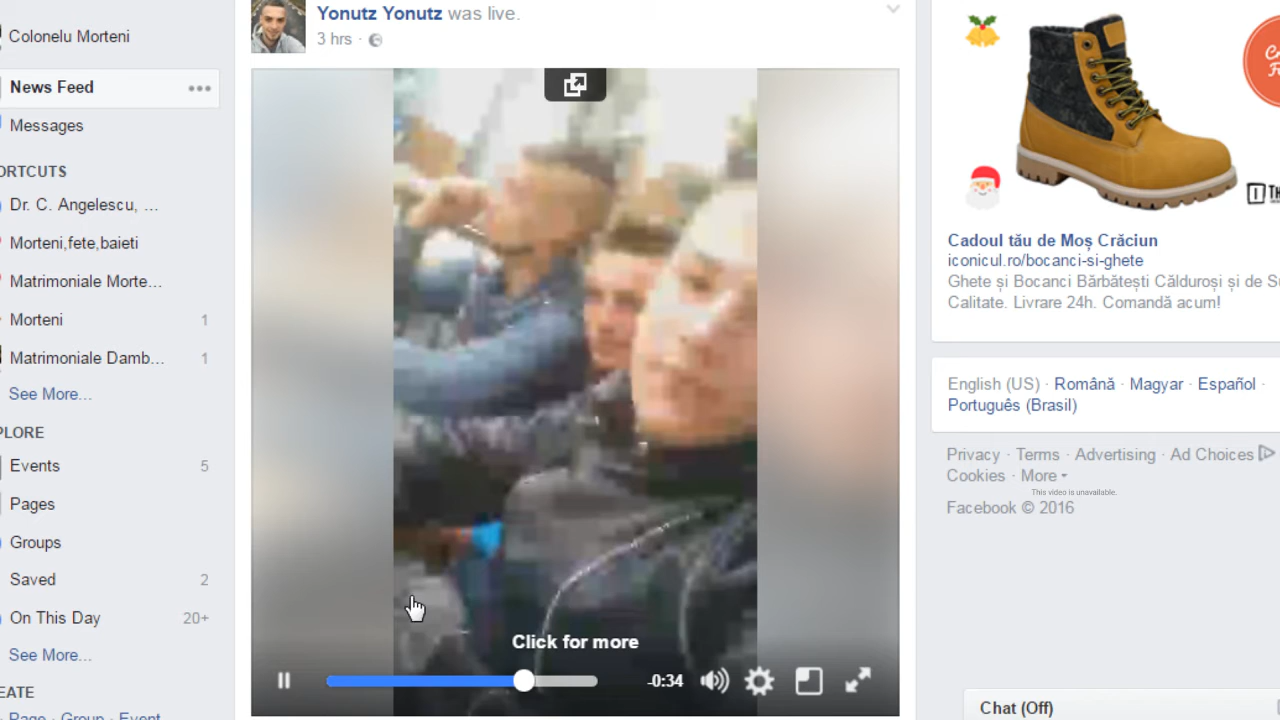 Yonutz Yonutz was live.
3 hrs ·
Colonelu Morteni
News Feed
Messages
ORTCUTS
Dr. C. Angelescu, ...
Morteni,fete,baieti
Matrimoniale Morte...
Morteni 1
Matrimoniale Damb... 1
See More...
PLORE
Events 5
Pages
Groups
Saved 2
On This Day 20+
See More...
EATE
Page · Group · Event
Click for more
-0:34
Cadoul tău de Moș Crăciun
iconicul.ro/bocanci-si-ghete
Ghete și Bocanci Bărbătești Călduroși și de Su
Calitate. Livrare 24h. Comandă acum!
English (US) · Română · Magyar · Español ·
Português (Brasil)
Privacy · Terms · Advertising · Ad Choices
Cookies · More
This video is unavailable.
Facebook © 2016
Chat (Off)